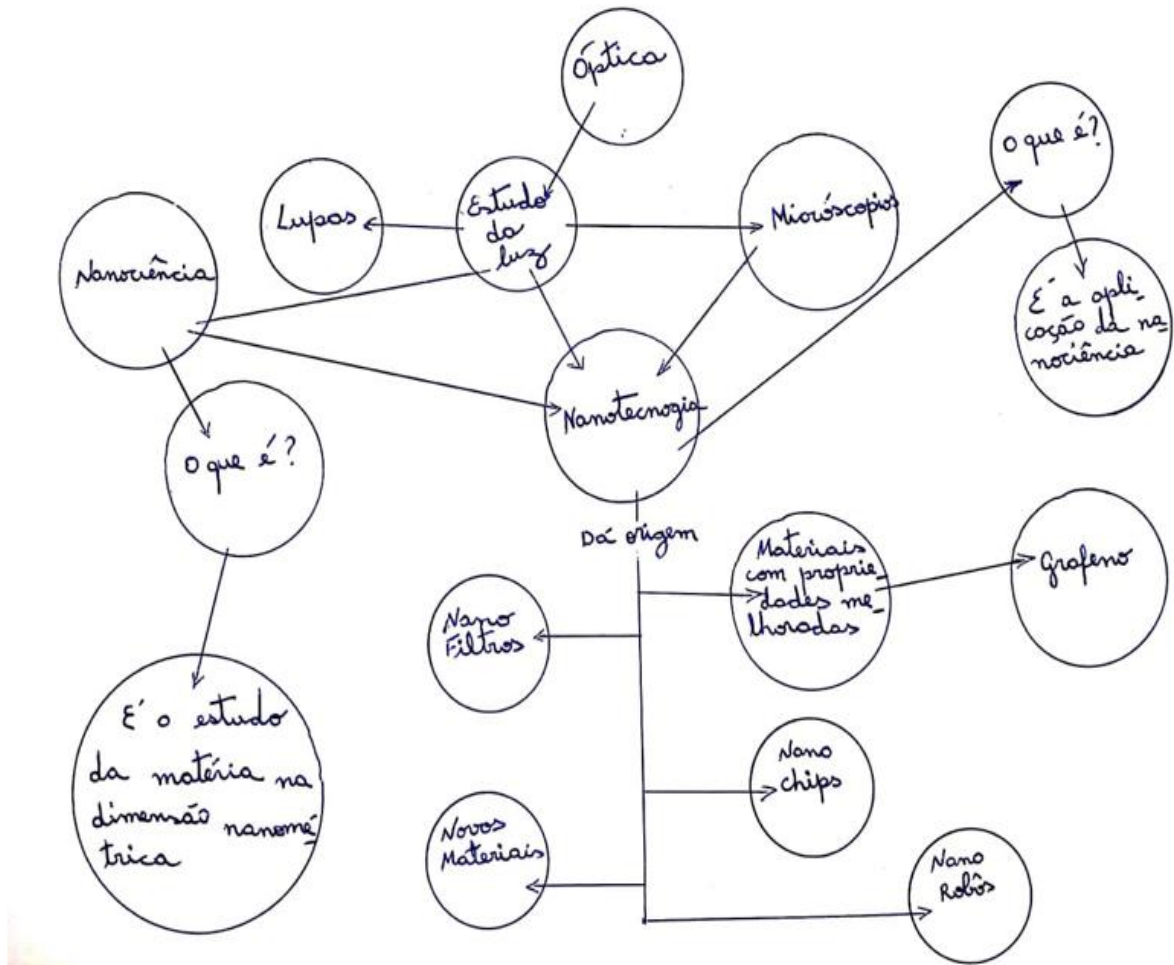 Óptica
O que é?
Lupas
Estudo
da
luz
Micróscopios
Nanociência
É a apli-
cação da na-
nociência
Nanotecnogia
O que é?
Dá origem
Materiais
com proprie-
dades me-
lhoradas
Grafeno
Nano
Filtros
É o estudo
da matéria na
dimensão nanomé-
trica
Nano
chips
Novos
Materiais
Nano
Robôs